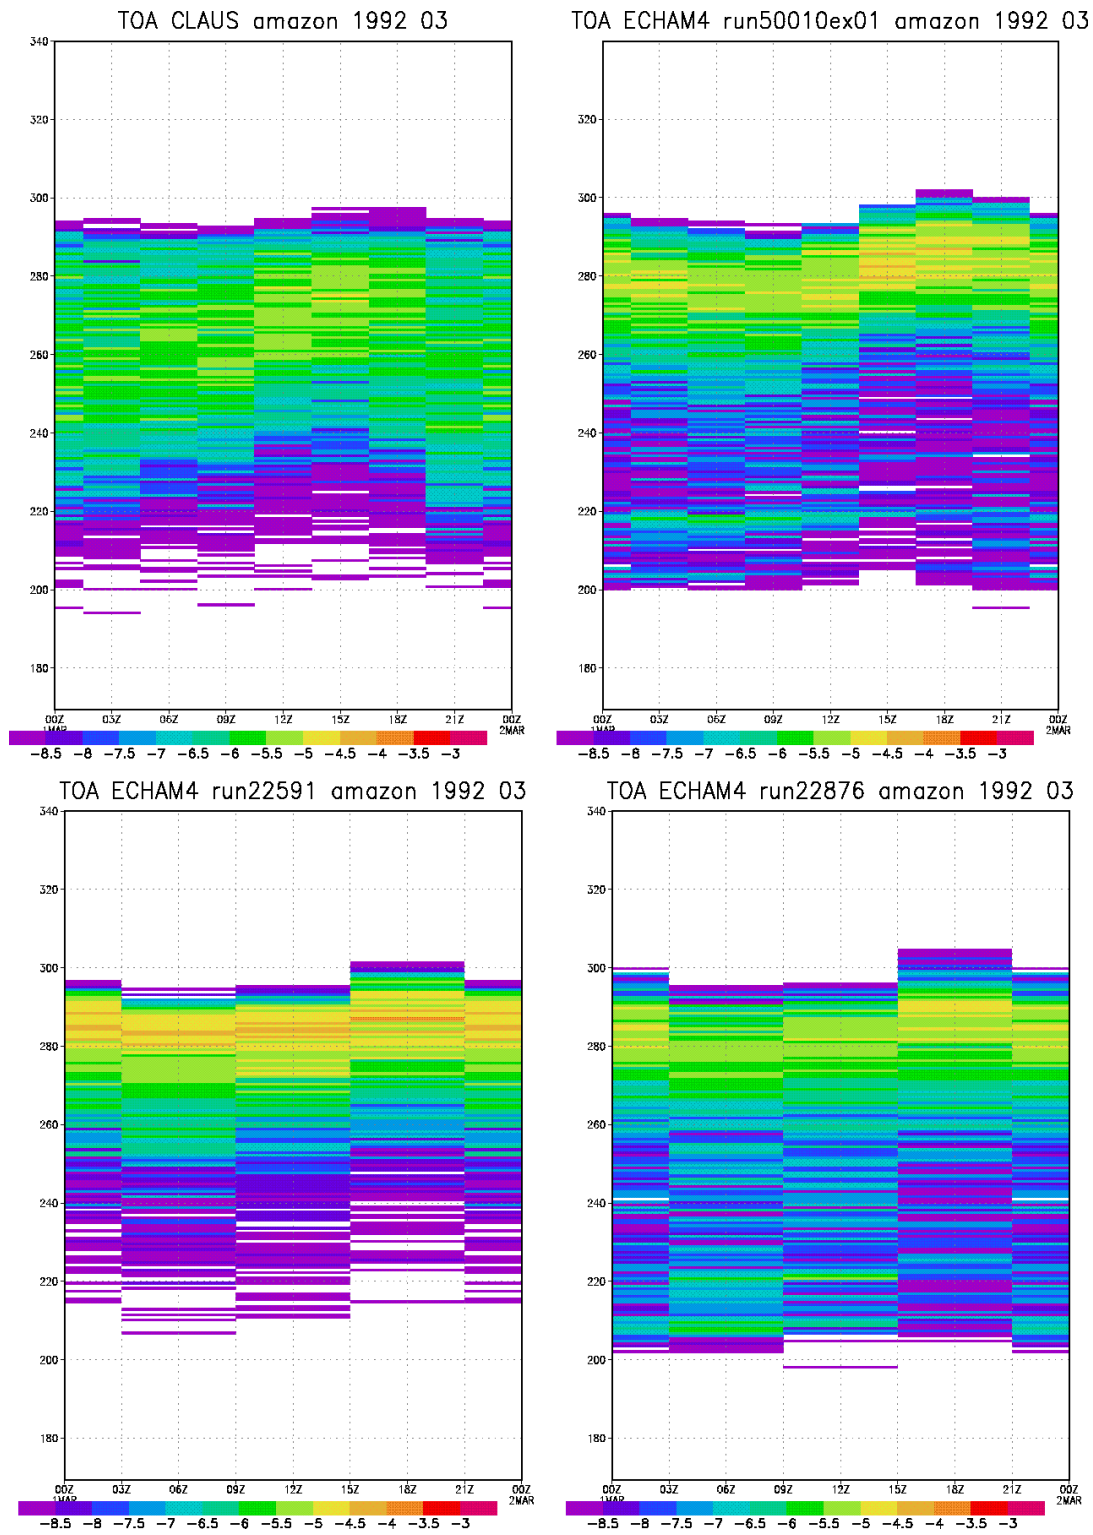 TOA CLAUS amazon 1992 03
340
320
300
280
260
240
220
200
180
00Z 03Z 06Z 09Z 12Z 15Z 18Z 21Z 00Z
1MAR 2MAR
-8.5 -8 -7.5 -7 -6.5 -6 -5.5 -5 -4.5 -4 -3.5 -3
TOA ECHAM4 run50010ex01 amazon 1992 03
340
320
300
280
260
240
220
200
180
00Z 03Z 06Z 09Z 12Z 15Z 18Z 21Z 00Z
1MAR 2MAR
-8.5 -8 -7.5 -7 -6.5 -6 -5.5 -5 -4.5 -4 -3.5 -3
TOA ECHAM4 run22591 amazon 1992 03
340
320
300
280
260
240
220
200
180
00Z 03Z 06Z 09Z 12Z 15Z 18Z 21Z 00Z
1MAR 2MAR
-8.5 -8 -7.5 -7 -6.5 -6 -5.5 -5 -4.5 -4 -3.5 -3
TOA ECHAM4 run22876 amazon 1992 03
340
320
300
280
260
240
220
200
180
00Z 03Z 06Z 09Z 12Z 15Z 18Z 21Z 00Z
1MAR 2MAR
-8.5 -8 -7.5 -7 -6.5 -6 -5.5 -5 -4.5 -4 -3.5 -3